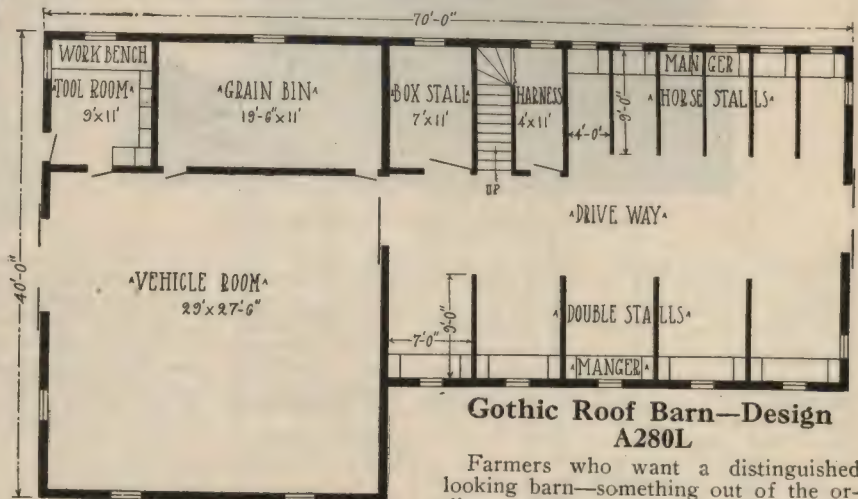 70'-0"
WORK BENCH
TOOL ROOM
9'x11'
GRAIN BIN
19'-6"x11'
BOX STALL
7'x11'
HARNESS
4'x11'
MANGER
HORSE STALLS
9'-0"
4'-0"
UP
DRIVE WAY
40'-0"
VEHICLE ROOM
29'x27'-6"
DOUBLE STALLS
9'-0"
7'-0"
MANGER
Gothic Roof Barn—Design
A280L
Farmers who want a distinguished
looking barn—something out of the or-